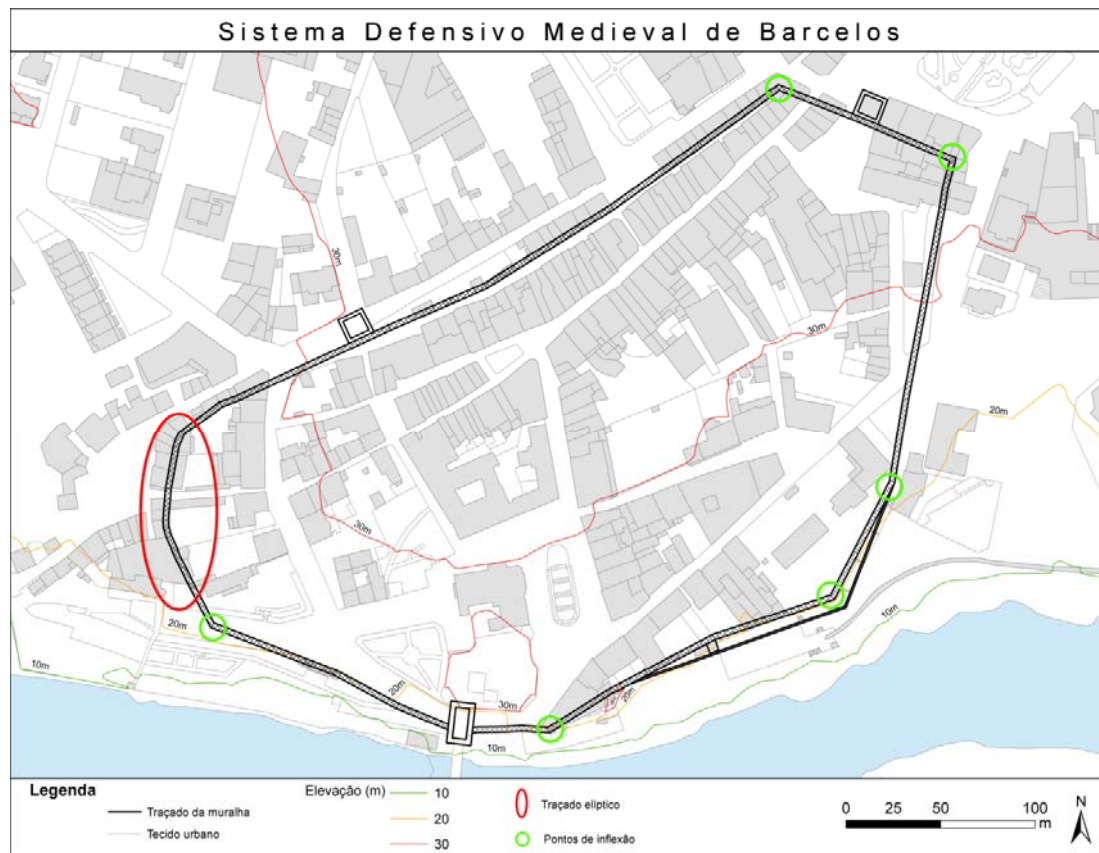 Sistema Defensivo Medieval de Barcelos
30m
30m
20m
30m
20m
10m
20m
10m
20m
30m
10m
Legenda
Traçado da muralha
Tecido urbano
Elevação (m)
10
20
30
Traçado elíptico
Pontos de inflexão
0 25 50 100
m
N